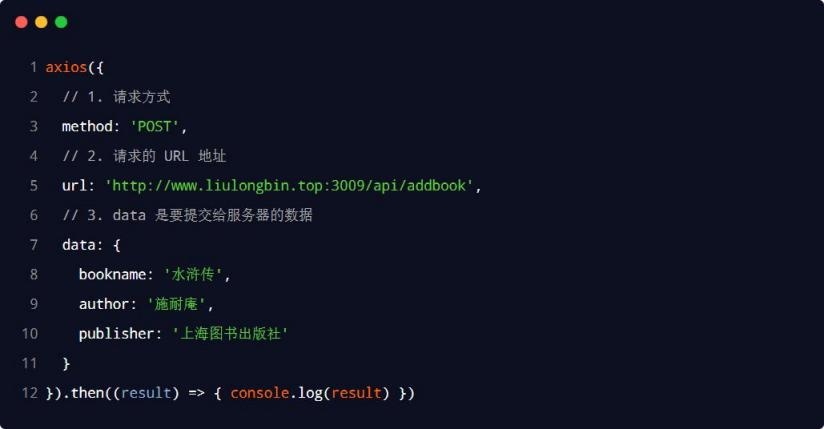 1 axios({
2 // 1. 请求方式
3 method: 'POST',
4 // 2. 请求的 URL 地址
5 url: 'http://www.liulongbin.top:3009/api/addbook',
6 // 3. data 是要提交给服务器的数据
7 data: {
8 bookname: '水浒传',
9 author: '施耐庵',
10 publisher: '上海图书出版社'
11 }
12 }).then((result) => { console.log(result) })